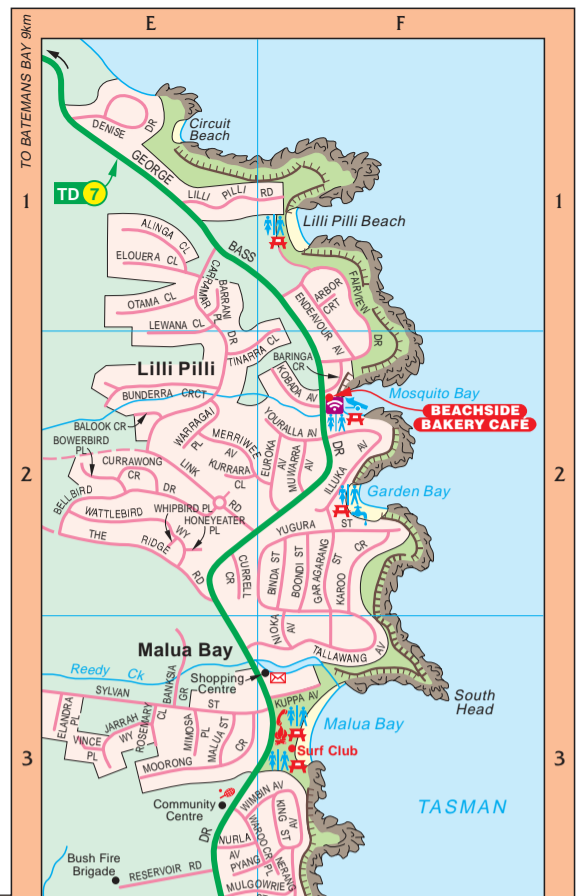 E
F
TO BATEMANS BAY 9km
1
1
2
2
3
3
DENISE DR
Circuit
Beach
GEORGE
TD 7
LILLI PILLI RD
Lilli Pilli Beach
BASS
ALINGA CL
ELOUERA CL
CARRAMAR PL
BARRANI DR
OTAMA CL
LEWANA CL
TINARRA CL
ARBOR
CRT
ENDEAVOUR AV
FAIRVIEW DR
BARINGA
CR
Lilli Pilli
KOBADA AV
Mosquito Bay
BEACHSIDE
BAKERY CAFÉ
BUNDERRA CRCT
BALOOK CR
BOWERBIRD
PL
WARRAGAI PL
MERRIWEE
AV
KURRARA
CL
YOURALLA AV
EUROKA AV
MUWARRA AV
DR
ILLUKA AV
CURRAWONG
CR
DR
LINK
RD
BELLBIRD
WATTLEBIRD
WHIPBIRD PL
HONEYEATER
PL
Garden Bay
YUGURA ST
THE RIDGE RD
WY
CURRELL
CR
BINDA ST
BOONDI ST
GARAGARANG
KAROO ST
CR
NIOKA AV
TALLAWANG AV
Malua Bay
Reedy Ck
Shopping
Centre
SYLVAN ST
BANKSIA
GR
KUPPA AV
South
Head
ELANDRA PL
VINCE
PL
JARRAH
WY
ROSEMARY CL
MIMOSA PL
MALUA ST
CR
MOORONG
Malua Bay
Surf Club
Community
Centre
WIMBIN AV
KING ST
AV
WAROO CR
NURLA
AV
PYANG PL
NERANG
MULGOWRIE
DR
TASMAN
Bush Fire
Brigade
RESERVOIR RD